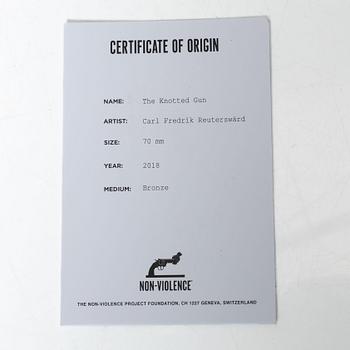 CERTIFICATE OF ORIGIN
NAME: The Knotted Gun
ARTIST: Carl Fredrik Reuterswärd
SIZE: 70 mm
YEAR: 2018
MEDIUM: Bronze
NON-VIOLENCE
THE NON-VIOLENCE PROJECT FOUNDATION, CH 1227 GENEVA, SWITZERLAND